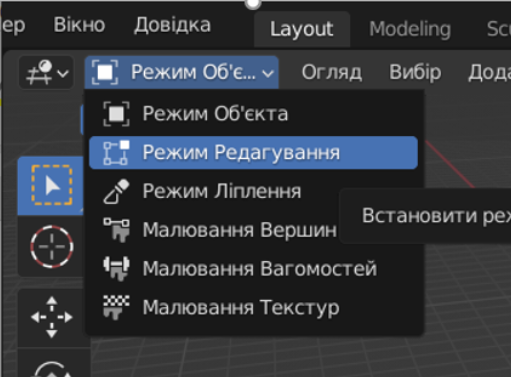 ер Вікно Довідка Layout Modeling Scu
Режим Об'є... Огляд Вибір Дода
Режим Об'єкта
Режим Редагування
Режим Ліплення
Встановити реж
Малювання Вершин
Малювання Вагомостей
Малювання Текстур